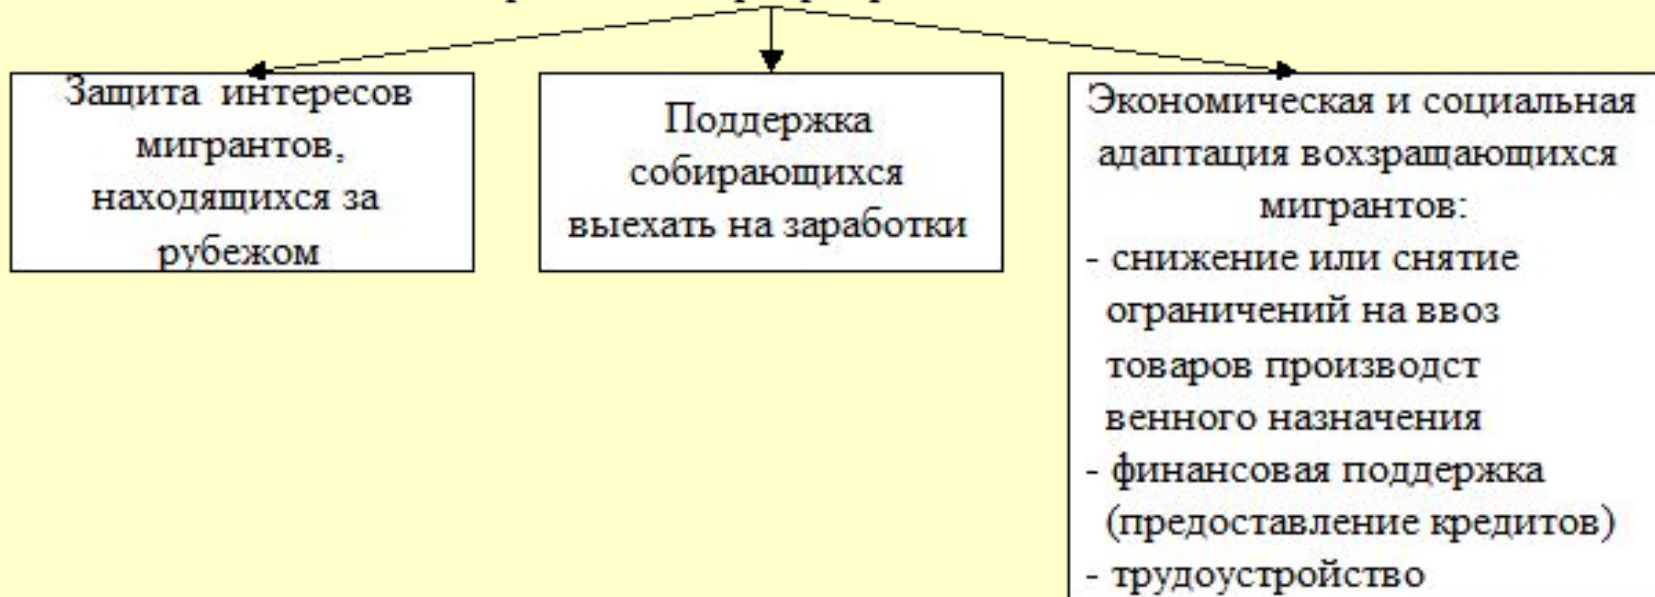 Защита интересов
мигрантов,
находящихся за
рубежом
Поддержка
собирающихся
выехать на заработки
Экономическая и социальная
адаптация вохзращающихся
мигрантов:
- снижение или снятие
ограничений на ввоз
товаров производст
венного назначения
- финансовая поддержка
(предоставление кредитов)
- трудоустройство